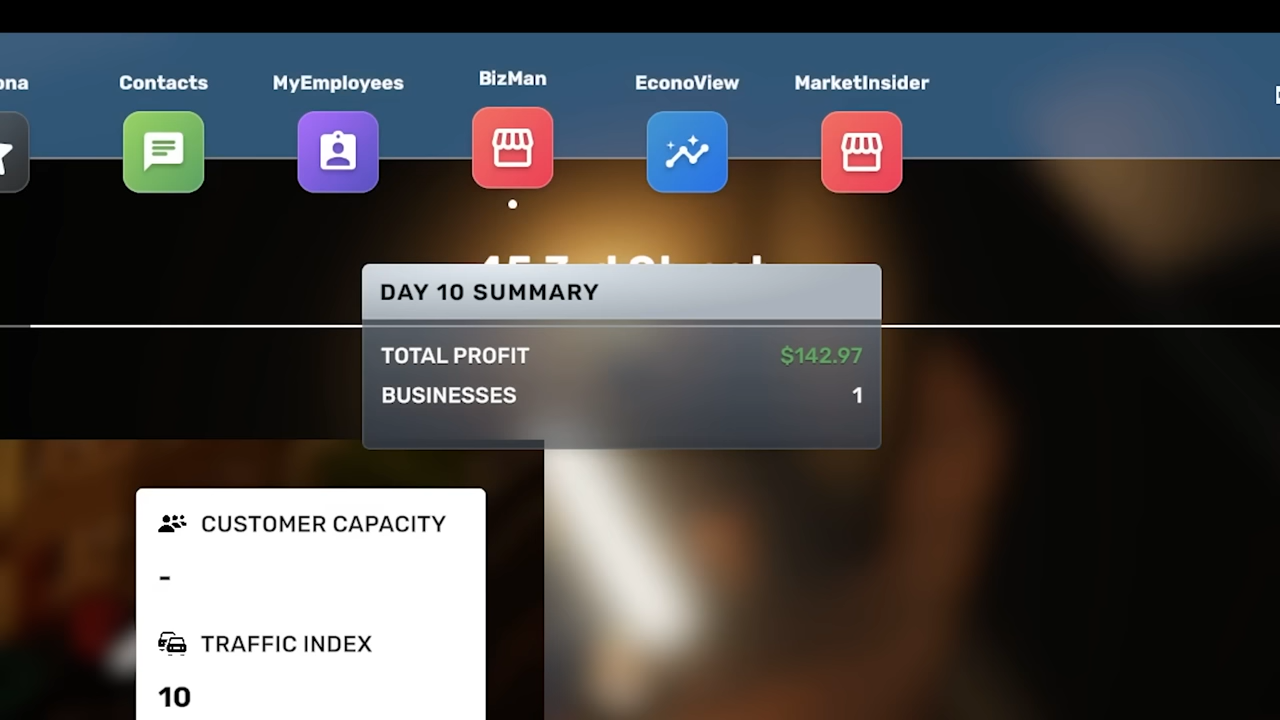 Contacts
MyEmployees
BizMan
EconoView
MarketInsider
DAY 10 SUMMARY
TOTAL PROFIT $142.97
BUSINESSES 1
CUSTOMER CAPACITY
-
TRAFFIC INDEX
10